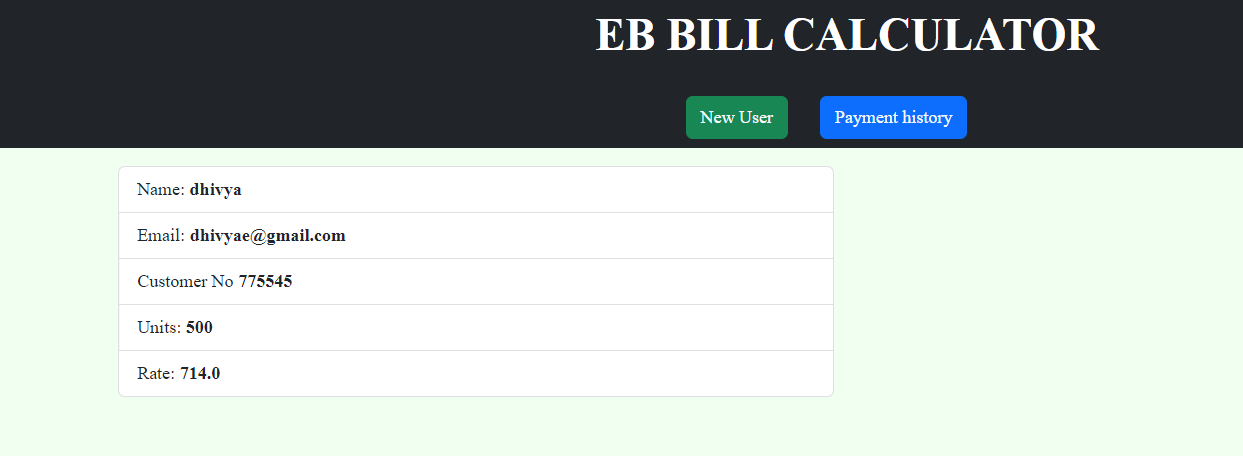 EB BILL CALCULATOR
New User Payment history
Name: dhivya
Email: dhivyae@gmail.com
Customer No 775545
Units: 500
Rate: 714.0